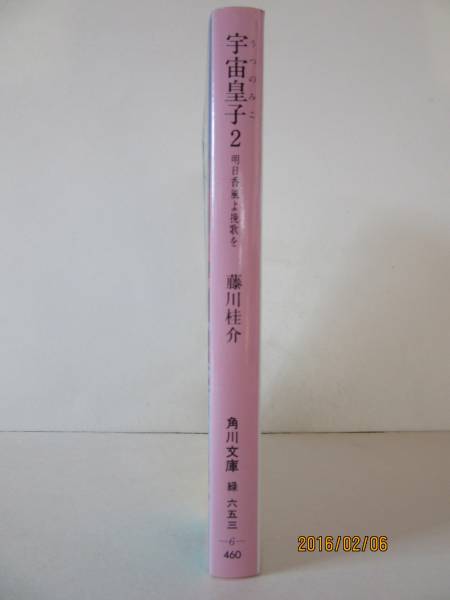 宇宙皇子2
うつのみこ
明日香風よ挽歌を
藤川桂介
角川文庫
緑 六五三
—6—
460
2016/02/06